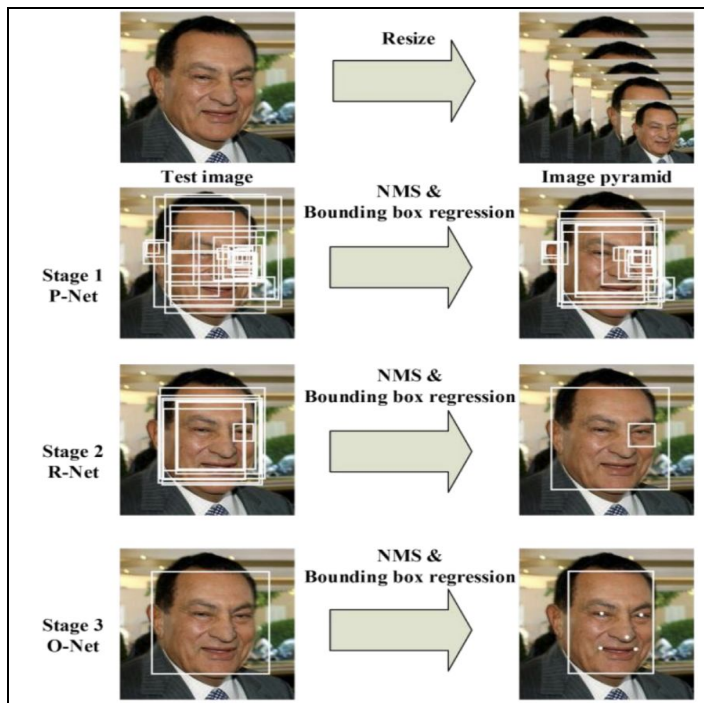 Resize
Test image
Image pyramid
NMS &
Bounding box regression
Stage 1
P-Net
NMS &
Bounding box regression
Stage 2
R-Net
NMS &
Bounding box regression
Stage 3
O-Net